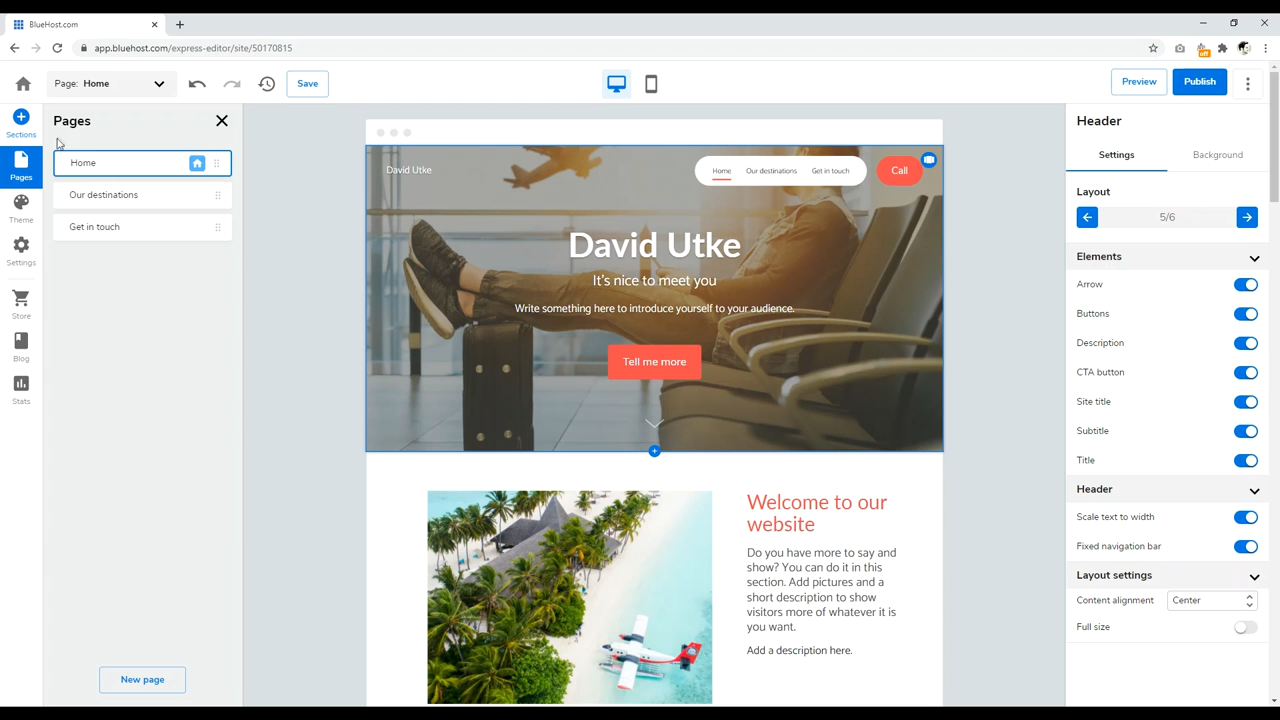 BlueHost.com
app.bluehost.com/express-editor/site/50170815
off
Page: Home
Save
Preview
Publish
Sections
Pages
Theme
Settings
Store
Blog
Stats
Pages
Home
Our destinations
Get in touch
New page
David Utke
Home
Our destinations
Get in touch
Call
David Utke
It's nice to meet you
Write something here to introduce yourself to your audience.
Tell me more
Welcome to our
website
Do you have more to say and
show? You can do it in this
section. Add pictures and a
short description to show
visitors more of whatever it is
you want.
Add a description here.
Header
Settings
Background
Layout
5/6
Elements
Arrow
Buttons
Description
CTA button
Site title
Subtitle
Title
Header
Scale text to width
Fixed navigation bar
Layout settings
Content alignment
Center
Full size